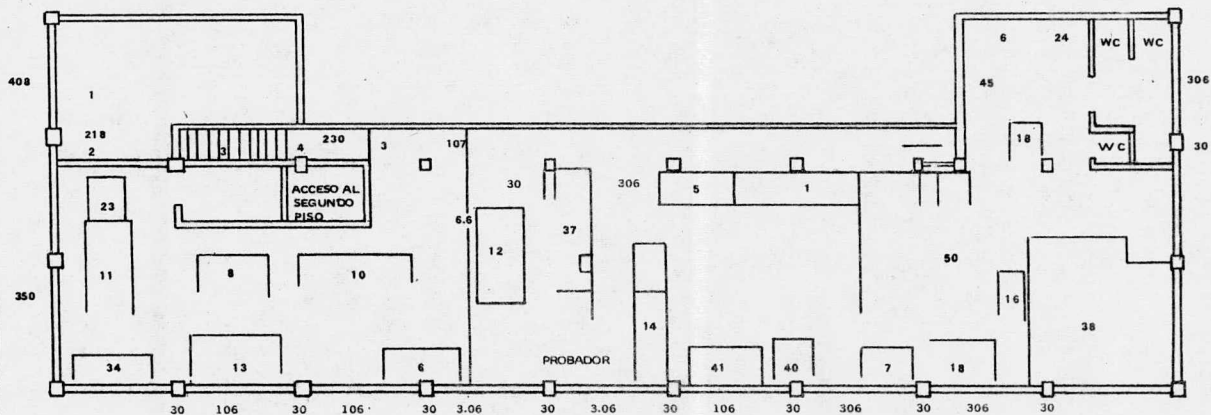 6 24 WC WC
408 45 306
1
218 230 3 107 18 30
2 3 4 WC
ACCESO AL 30 306 5 1
SEGUNDO
PISO
23 6.6
12 37 50
11 8 10
350 16
14 38
PROBADOR
34 13 6 41 40 7 18
30 106 30 106 30 3.06 30 3.06 30 106 30 306 30 306 30